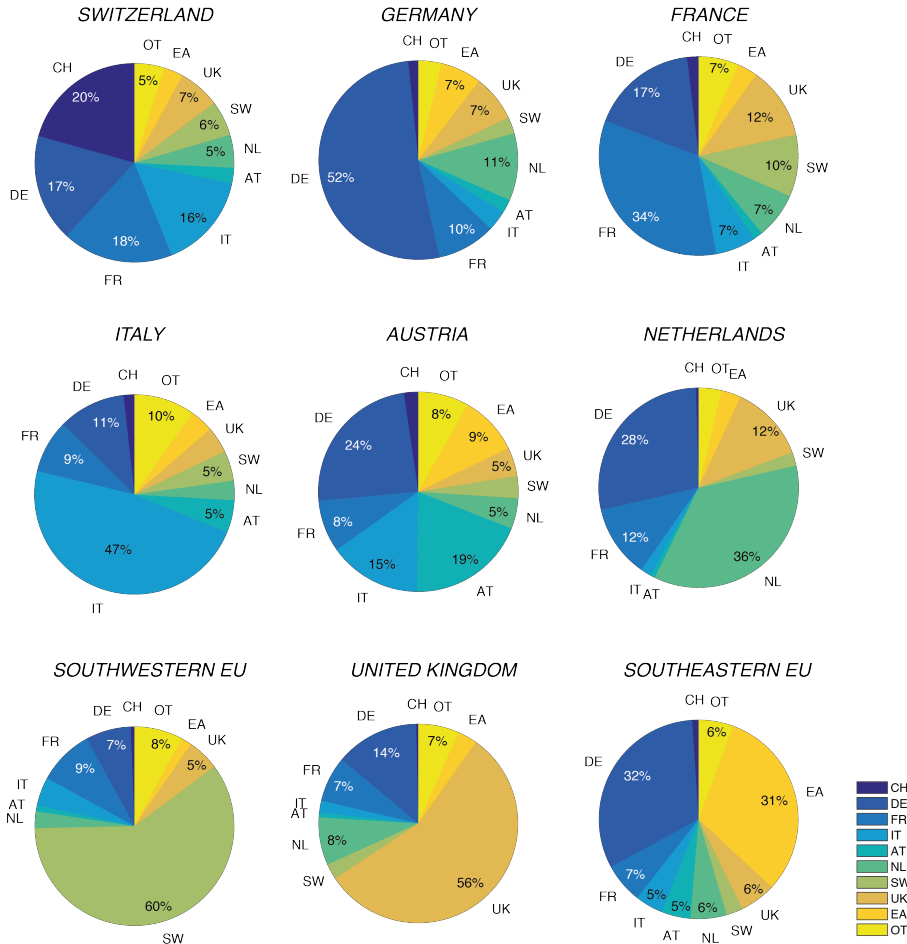 SWITZERLAND
CH
OT
EA
UK
SW
NL
AT
IT
FR
DE
20%
5%
7%
6%
5%
16%
18%
17%
GERMANY
CH
OT
EA
UK
SW
NL
AT
IT
FR
DE
7%
7%
11%
10%
52%
FRANCE
CH
OT
EA
UK
SW
NL
AT
IT
FR
DE
7%
12%
10%
7%
7%
34%
17%
ITALY
CH
OT
EA
UK
SW
NL
AT
IT
FR
DE
10%
5%
5%
47%
9%
11%
AUSTRIA
CH
OT
EA
UK
SW
NL
AT
IT
FR
DE
8%
9%
5%
5%
19%
15%
8%
24%
NETHERLANDS
CH
OT
EA
UK
SW
NL
AT
IT
FR
DE
12%
36%
12%
28%
SOUTHWESTERN EU
CH
OT
EA
UK
SW
NL
AT
IT
FR
DE
8%
5%
60%
9%
7%
UNITED KINGDOM
CH
OT
EA
UK
SW
NL
AT
IT
FR
DE
7%
56%
8%
7%
14%
SOUTHEASTERN EU
CH
OT
EA
UK
SW
NL
AT
IT
FR
DE
6%
31%
6%
6%
5%
5%
7%
32%
CH
DE
FR
IT
AT
NL
SW
UK
EA
OT